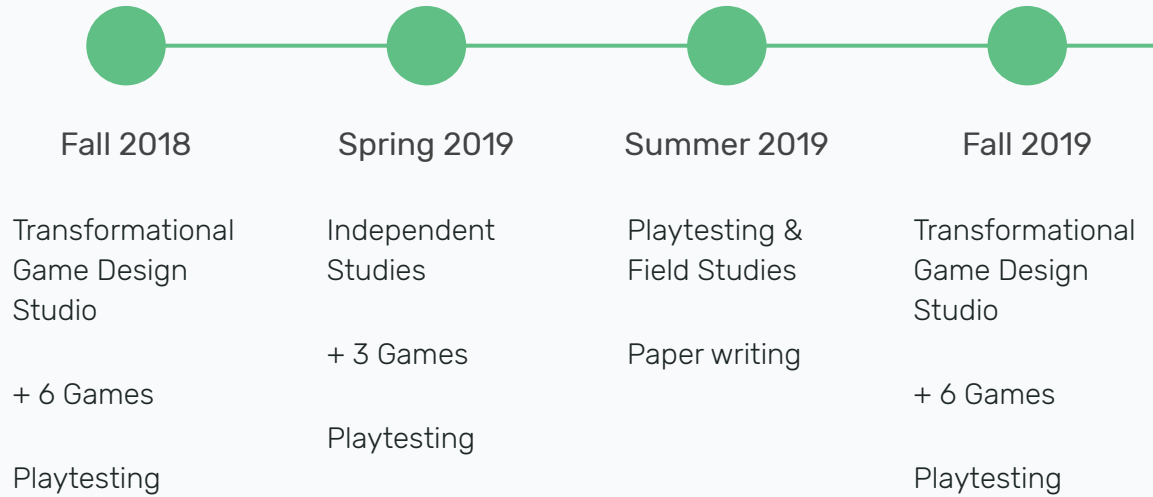 Fall 2018
Transformational
Game Design
Studio
+ 6 Games
Playtesting
Spring 2019
Independent
Studies
+ 3 Games
Playtesting
Summer 2019
Playtesting &
Field Studies
Paper writing
Fall 2019
Transformational
Game Design
Studio
+ 6 Games
Playtesting